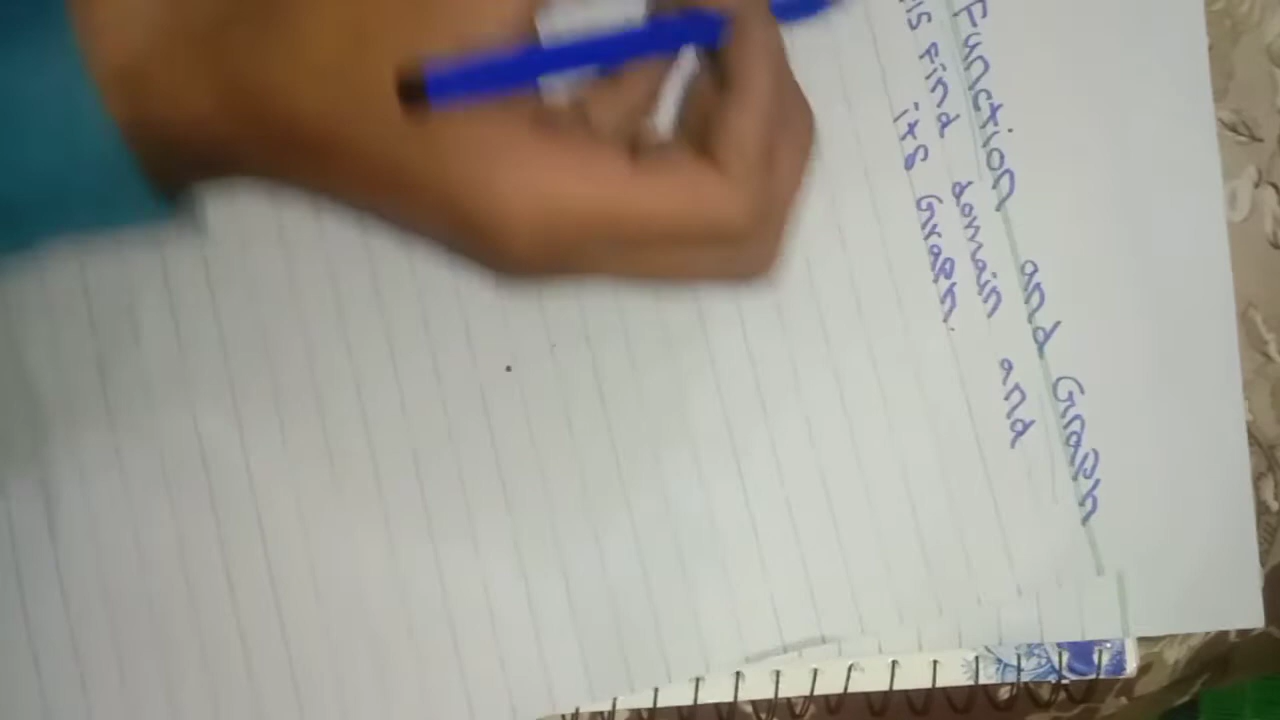 Function and Graph
is Find domain and
its Graph.